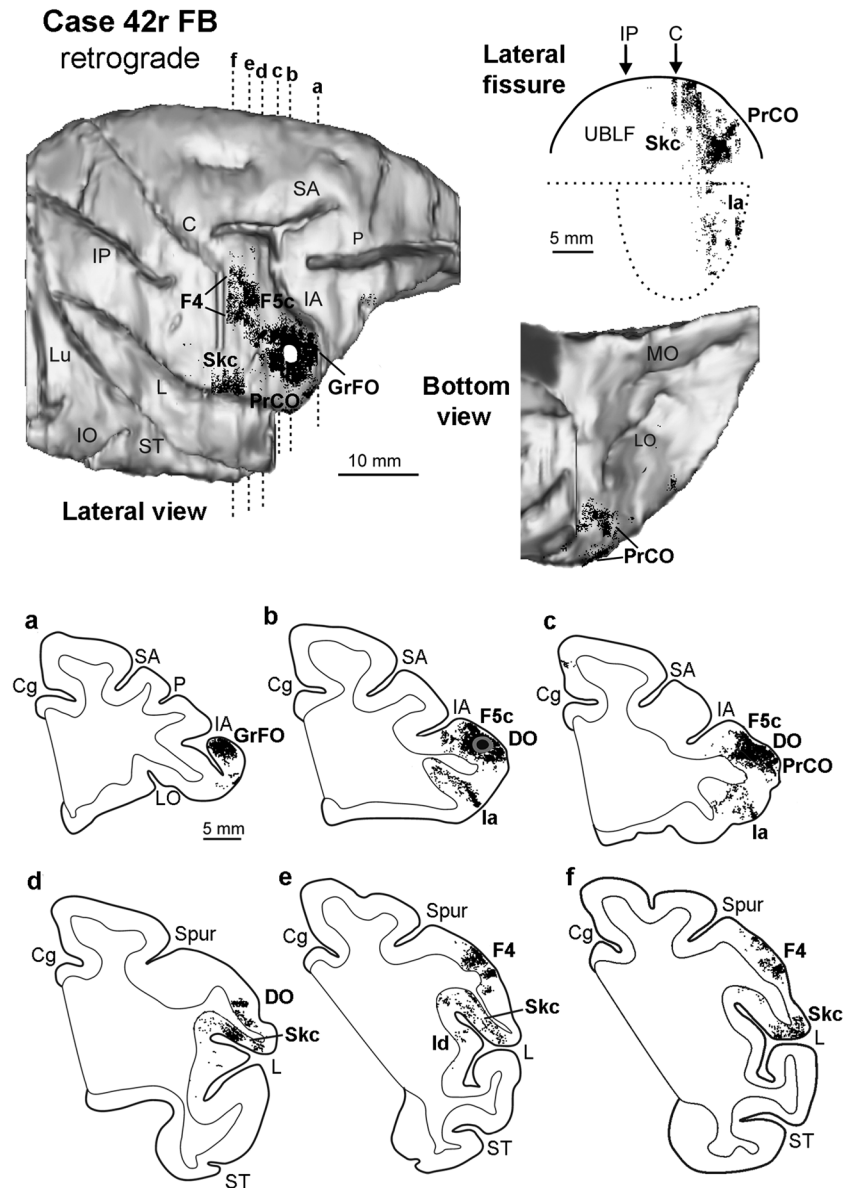 Case 42r FB
retrograde
f e d c b a
SA
C
P
IP
IA
F4
F5c
Lu
Skc
L
GrFO
PrCO
IO
ST
10 mm
Lateral view
Lateral
fissure
IP C
PrCO
UBLF
Skc
Ia
5 mm
MO
Bottom
view
LO
PrCO
a
SA
Cg
P
IA
GrFO
LO
5 mm
b
SA
Cg
IA
F5c
DO
Ia
c
SA
Cg
IA
F5c
DO
PrCO
Ia
d
Spur
Cg
DO
Skc
L
ST
e
Spur
Cg
F4
Skc
Id
L
ST
f
Spur
Cg
F4
Skc
L
ST